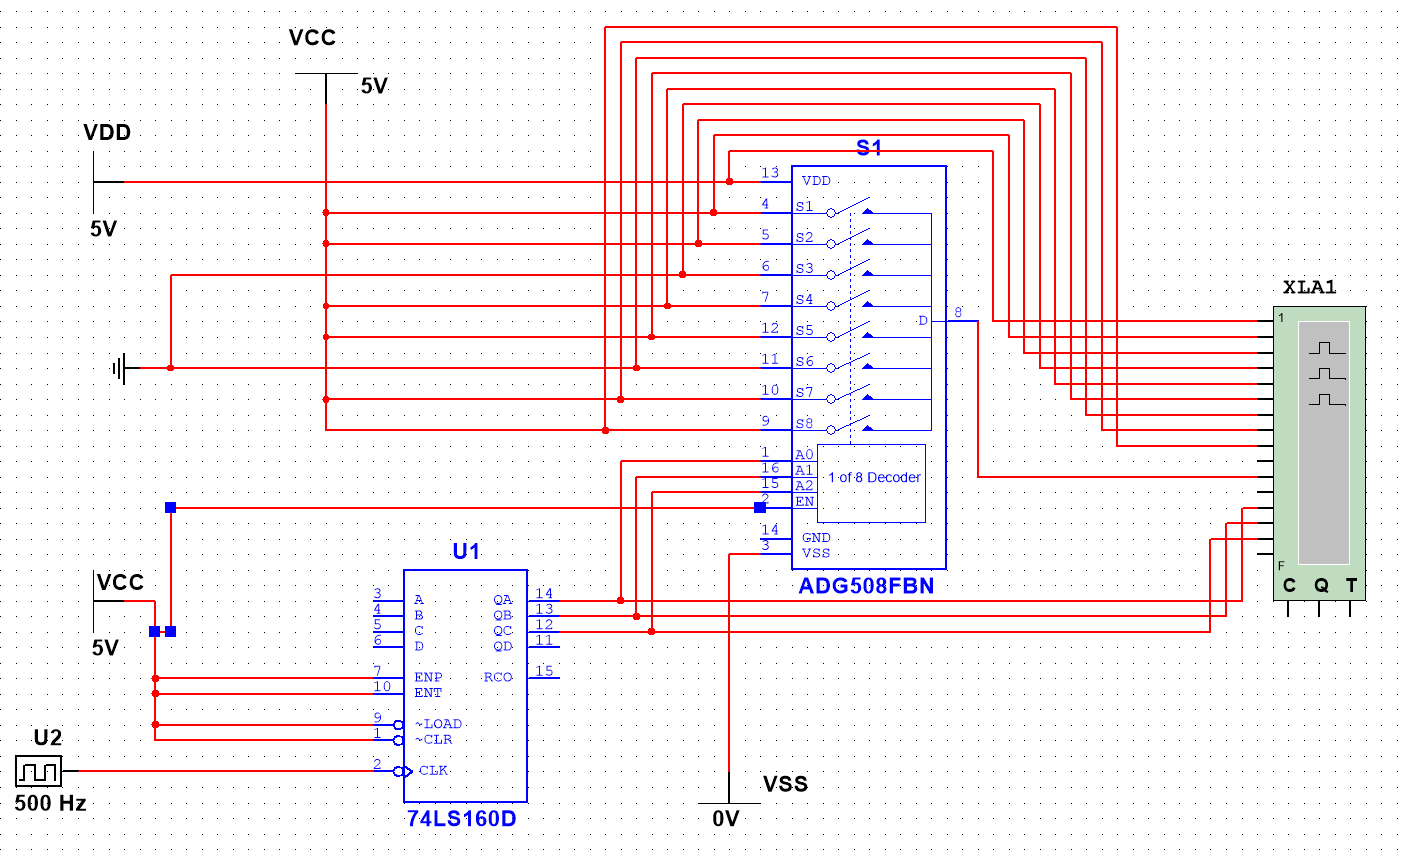 VCC
5V
VDD
5V
S1
13 VDD
4 S1
5 S2
6 S3
7 S4
12 S5
11 S6
10 S7
9 S8
D 8
1 A0
16 A1
15 A2
2 EN
1 of 8 Decoder
14 GND
3 VSS
ADG508FBN
XLA1
1
F
C Q T
VCC
5V
U1
3 A QA 14
4 B QB 13
5 C QC 12
6 D QD 11
7 ENP RCO 15
10 ENT
9 ~LOAD
1 ~CLR
2 CLK
74LS160D
U2
500 Hz
VSS
0V